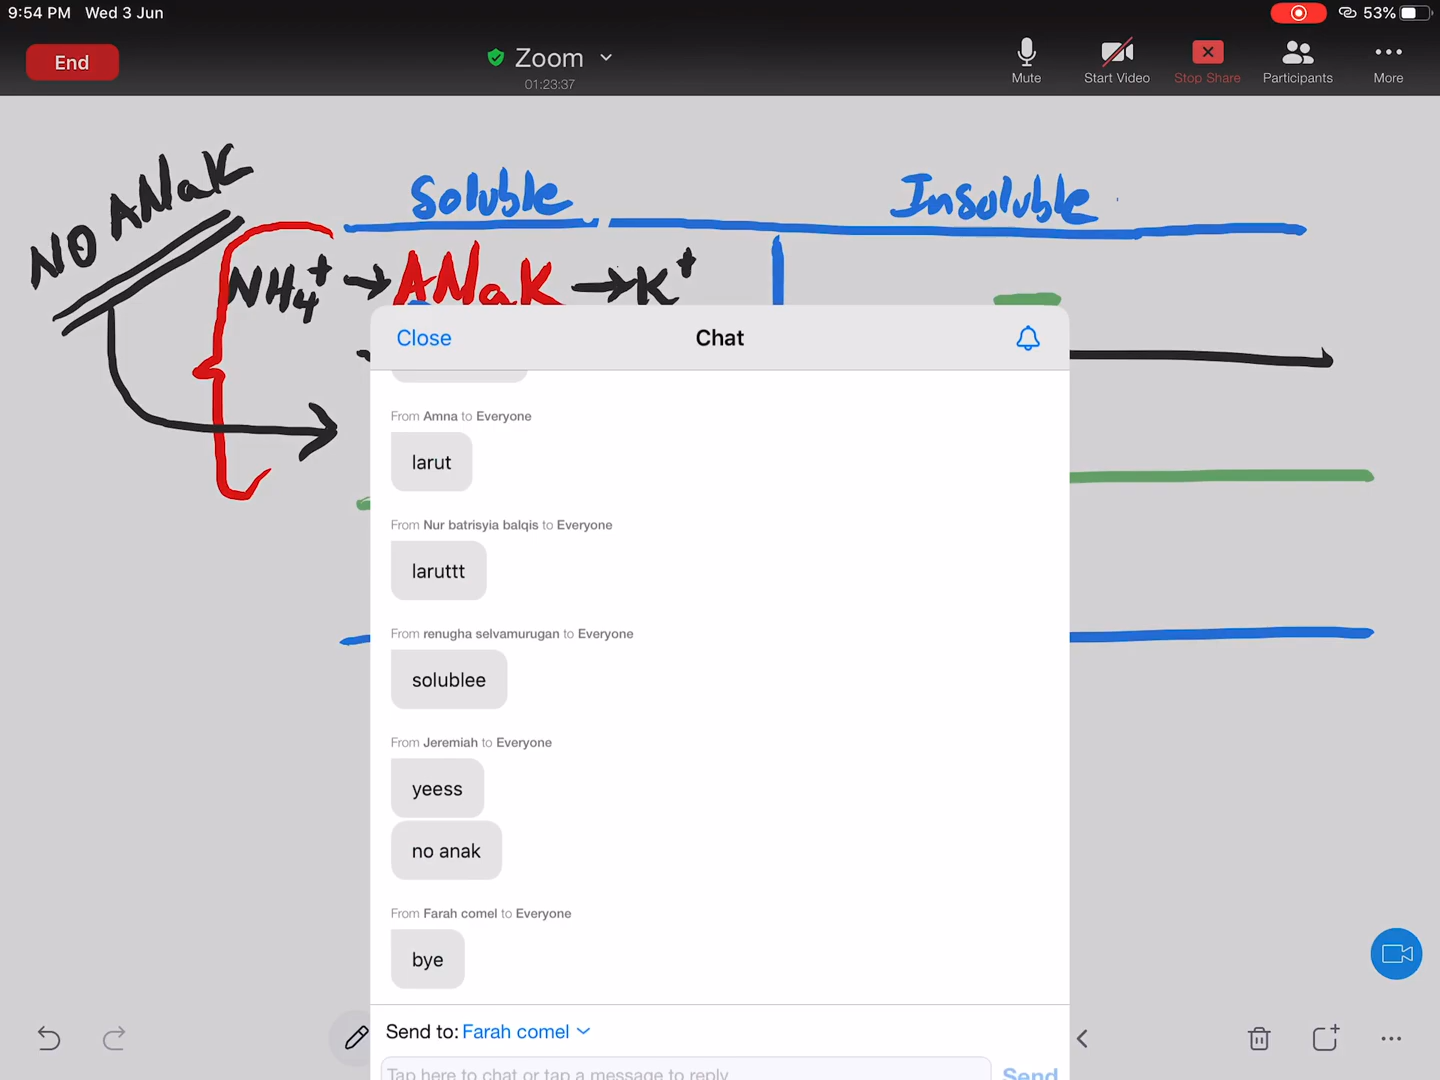 9:54 PM Wed 3 Jun
53%
End
Zoom
01:23:37
Mute
Start Video
Stop Share
Participants
More
NO ANaK
Soluble
Insoluble
NH₄⁺ → ANaK → K⁺
Close
Chat
From Amna to Everyone
larut
From Nur batrisyia balqis to Everyone
laruttt
From renugha selvamurugan to Everyone
solublee
From Jeremiah to Everyone
yeess
no anak
From Farah comel to Everyone
bye
Send to: Farah comel
Tap here to chat or tap a message to reply
Send